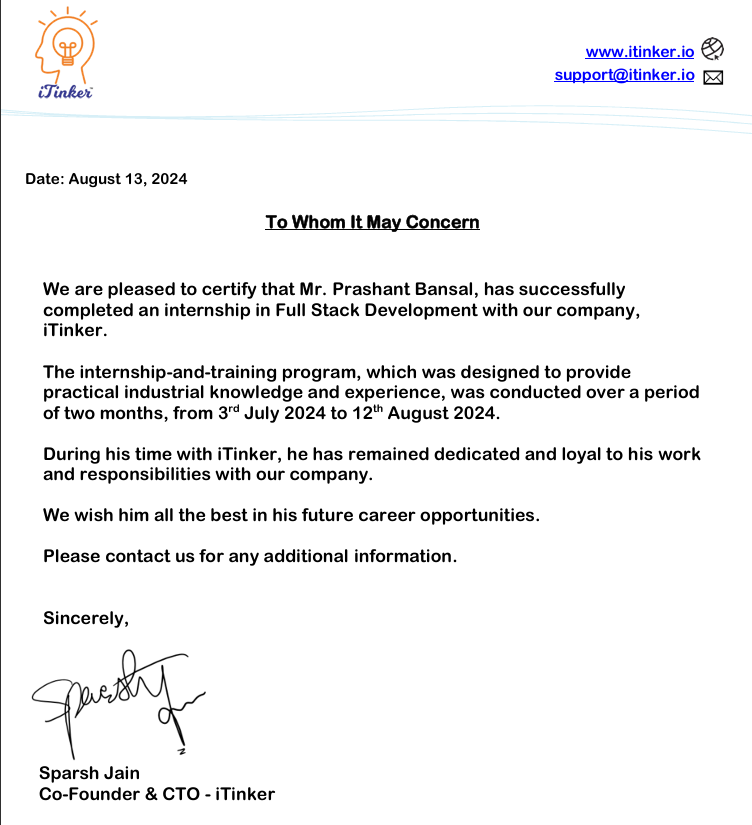 iTinker
www.itinker.io
support@itinker.io
Date: August 13, 2024
To Whom It May Concern
We are pleased to certify that Mr. Prashant Bansal, has successfully
completed an internship in Full Stack Development with our company,
iTinker.
The internship-and-training program, which was designed to provide
practical industrial knowledge and experience, was conducted over a period
of two months, from 3rd July 2024 to 12th August 2024.
During his time with iTinker, he has remained dedicated and loyal to his work
and responsibilities with our company.
We wish him all the best in his future career opportunities.
Please contact us for any additional information.
Sincerely,
Sparsh Jain
Co-Founder & CTO - iTinker